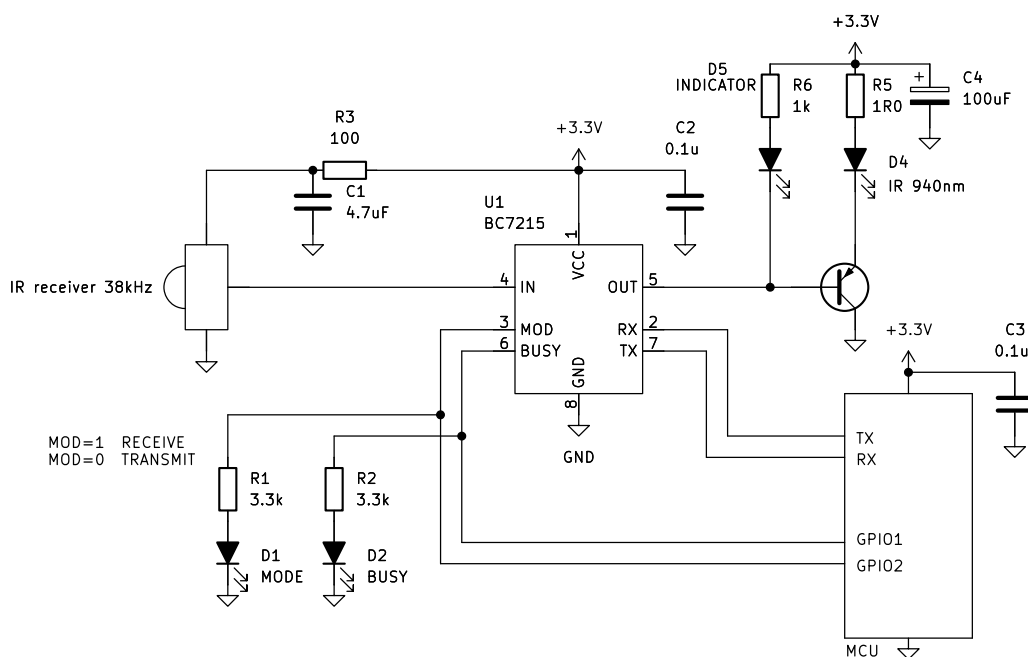 +3.3V
D5
INDICATOR
R6
1k
R5
1R0
+
C4
100uF
R3
100
+3.3V
C2
0.1u
D4
IR 940nm
C1
4.7uF
U1
BC7215
1
VCC
IR receiver 38kHz
4
IN
OUT
5
3
MOD
RX
2
6
BUSY
TX
7
GND
8
GND
+3.3V
C3
0.1u
MOD=1 RECEIVE
MOD=0 TRANSMIT
TX
RX
R1
3.3k
R2
3.3k
GPIO1
GPIO2
D1
MODE
D2
BUSY
MCU